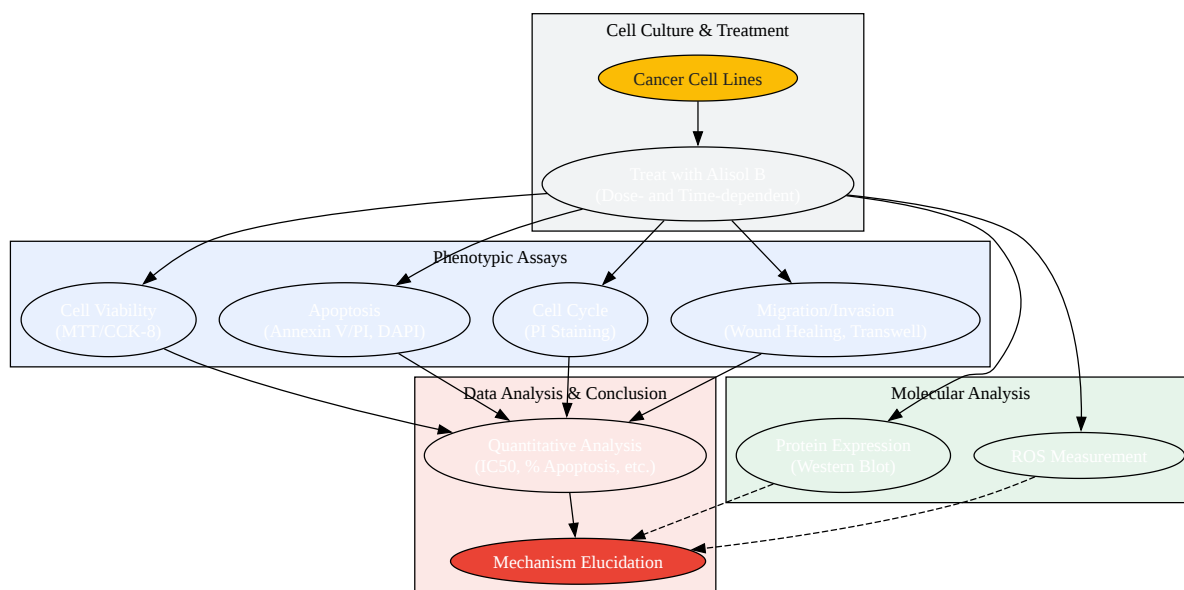 Cell Culture & Treatment
Cancer Cell Lines
Treat with Alisol B
(Dose- and Time-dependent)
Phenotypic Assays
Cell Viability
(MTT/CCK-8)
Apoptosis
(Annexin V/PI, DAPI)
Cell Cycle
(PI Staining)
Migration/Invasion
(Wound Healing, Transwell)
Data Analysis & Conclusion
Quantitative Analysis
(IC50, % Apoptosis, etc.)
Mechanism Elucidation
Molecular Analysis
Protein Expression
(Western Blot)
ROS Measurement